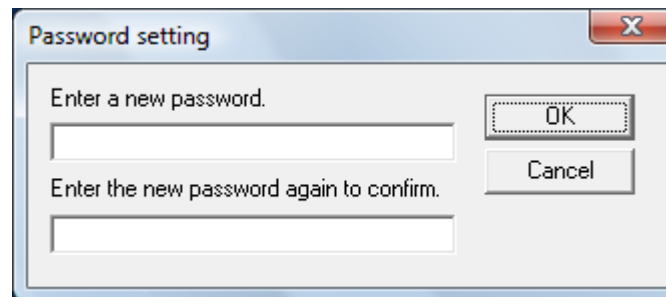 Password setting
Enter a new password.
OK
Cancel
Enter the new password again to confirm.